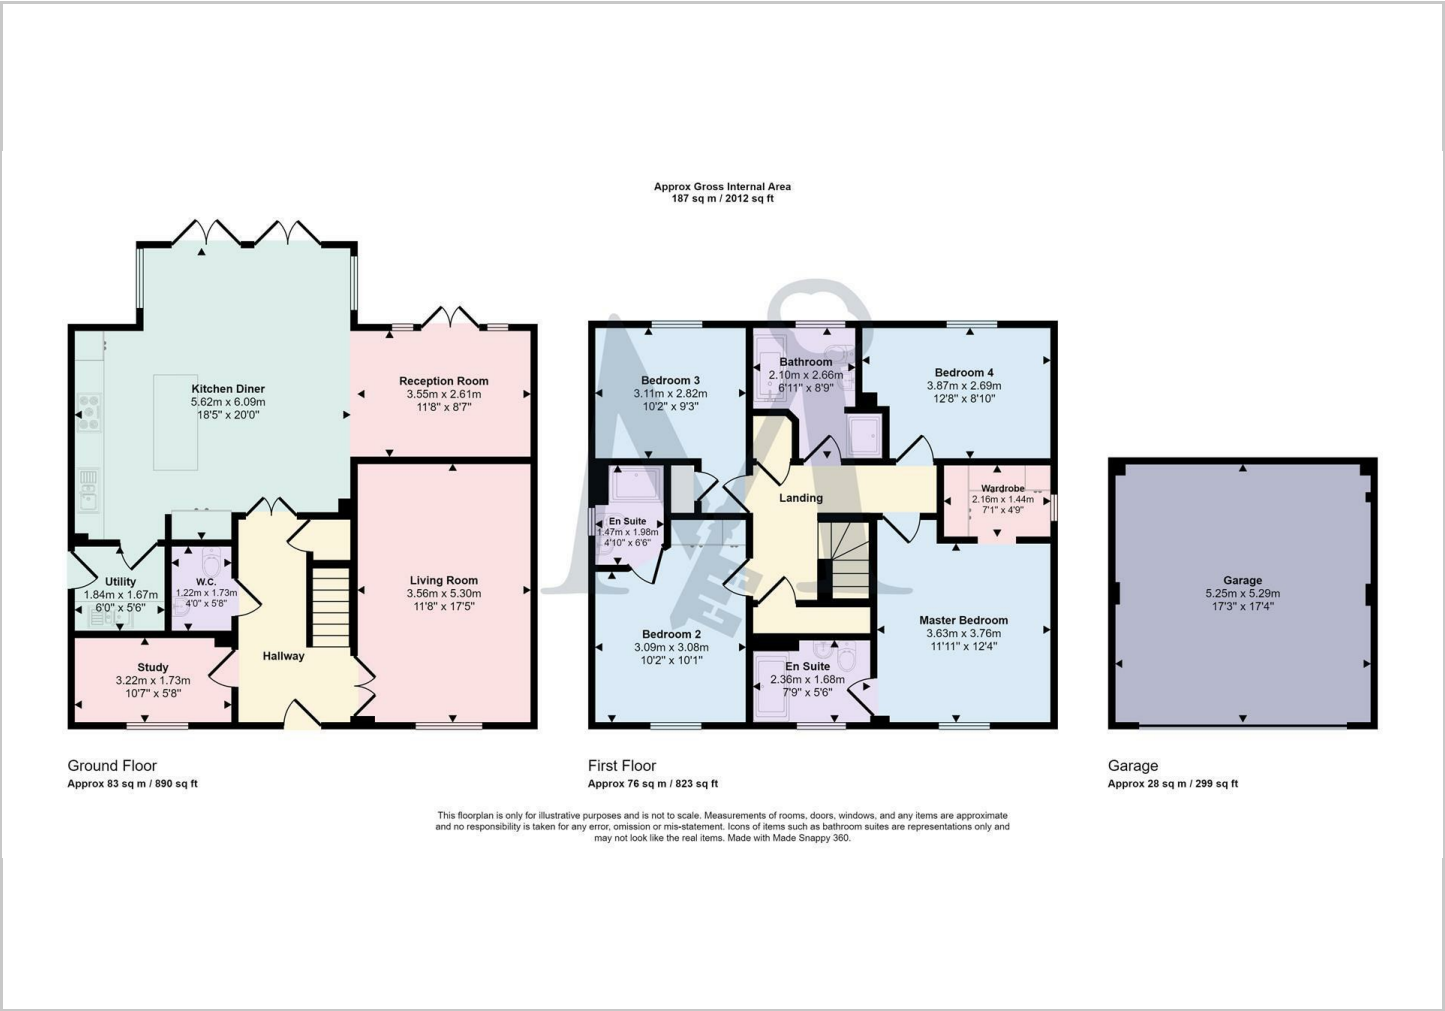 Approx Gross Internal Area
187 sq m / 2012 sq ft
Kitchen Diner
5.62m x 6.09m
18'5" x 20'0"
Reception Room
3.55m x 2.61m
11'8" x 8'7"
Utility
1.84m x 1.67m
6'0" x 5'6"
W.C.
1.22m x 1.73m
4'0" x 5'8"
Living Room
3.56m x 5.30m
11'8" x 17'5"
Hallway
Study
3.22m x 1.73m
10'7" x 5'8"
Ground Floor
Approx 83 sq m / 890 sq ft
Bedroom 3
3.11m x 2.82m
10'2" x 9'3"
Bathroom
2.10m x 2.66m
6'11" x 8'9"
Bedroom 4
3.87m x 2.69m
12'8" x 8'10"
Landing
Wardrobe
2.16m x 1.44m
7'1" x 4'9"
En Suite
1.47m x 1.98m
4'10" x 6'6"
Bedroom 2
3.09m x 3.08m
10'2" x 10'1"
En Suite
2.36m x 1.68m
7'9" x 5'6"
Master Bedroom
3.63m x 3.76m
11'11" x 12'4"
First Floor
Approx 76 sq m / 823 sq ft
Garage
5.25m x 5.29m
17'3" x 17'4"
Garage
Approx 28 sq m / 299 sq ft
This floorplan is only for illustrative purposes and is not to scale. Measurements of rooms, doors, windows, and any items are approximate
and no responsibility is taken for any error, omission or mis-statement. Icons of items such as bathroom suites are representations only and
may not look like the real items. Made with Made Snappy 360.